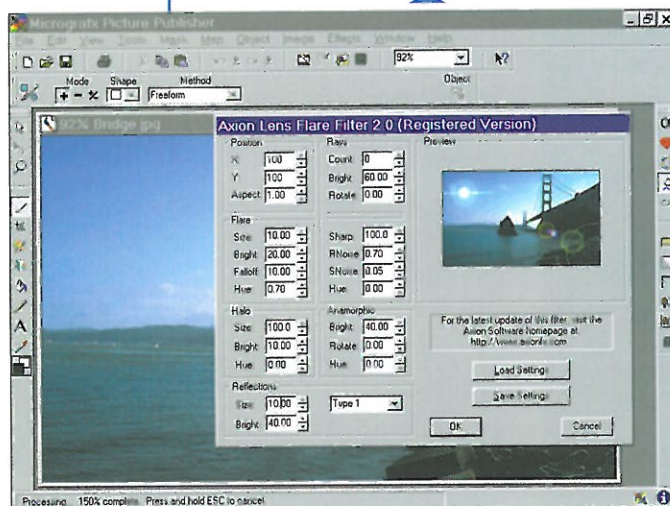 Micrografx Picture Publisher
File Edit View Tools Mask Map Object Image Effects Window Help
92%
Mode Shape Method Object
Freeform
92% Bridge.jpg
Axion Lens Flare Filter 2.0 (Registered Version)
Position Rays Preview
X: 100 Count: 0
Y: 100 Bright: 60.00
Aspect: 1.00 Rotate: 0.00
Flare
Size: 10.00 Sharp: 100.0
Bright: 20.00 RNoise: 0.70
Falloff: 10.00 SNoise: 0.05
Hue: 0.70 Hue: 0.00
Halo Anamorphic
Size: 100.0 Bright: 40.00
Bright: 10.00 Rotate: 0.00
Hue: 0.00 Hue: 0.00
For the latest update of this filter, visit the
Axion Software homepage at:
http://www.axionfx.com
Reflections
Size: 10.00 Type 1
Bright: 40.00
Load Settings
Save Settings
OK Cancel
Processing... 150% complete. Press and hold ESC to cancel.